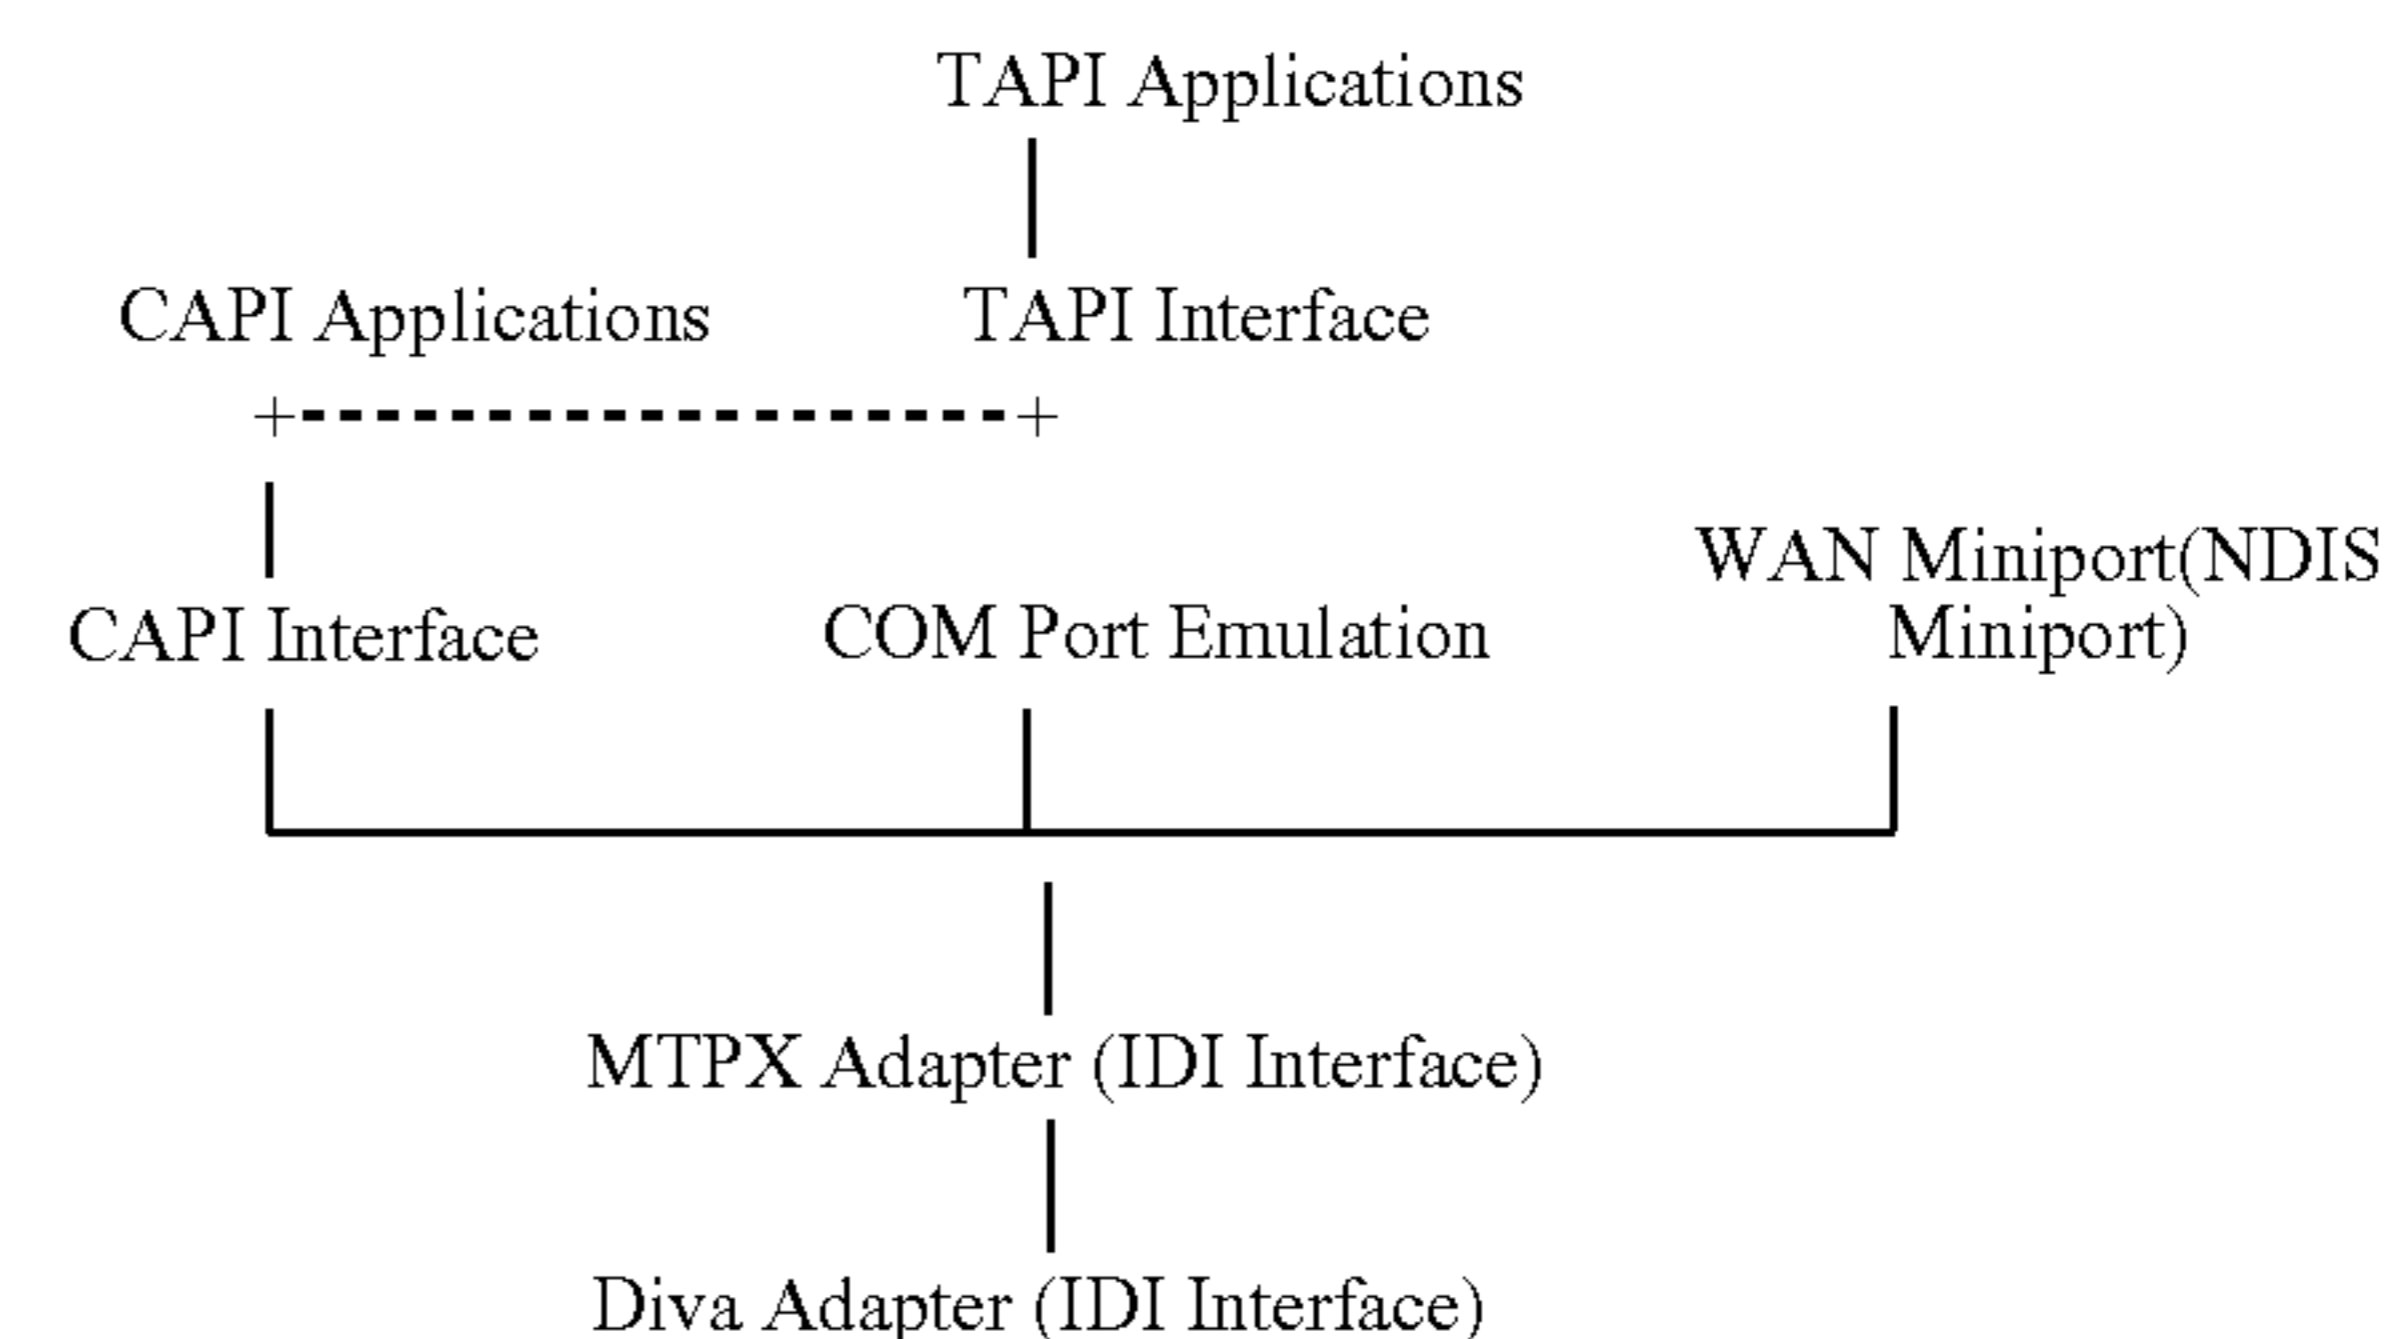 TAPI Applications
CAPI Applications
TAPI Interface
+ +
CAPI Interface
COM Port Emulation
WAN Miniport(NDIS
Miniport)
MTPX Adapter (IDI Interface)
Diva Adapter (IDI Interface)